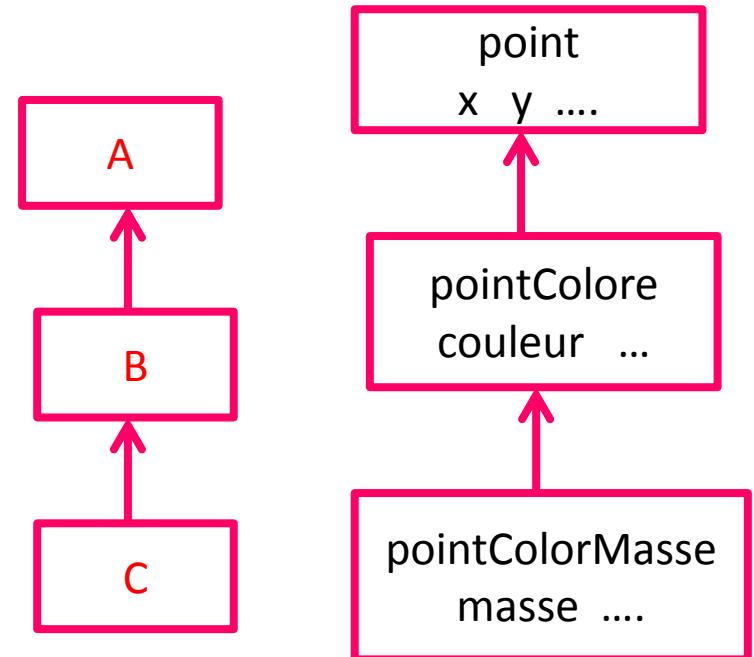 A
B
C
point
x y ....
pointColore
couleur ...
pointColorMasse
masse ....